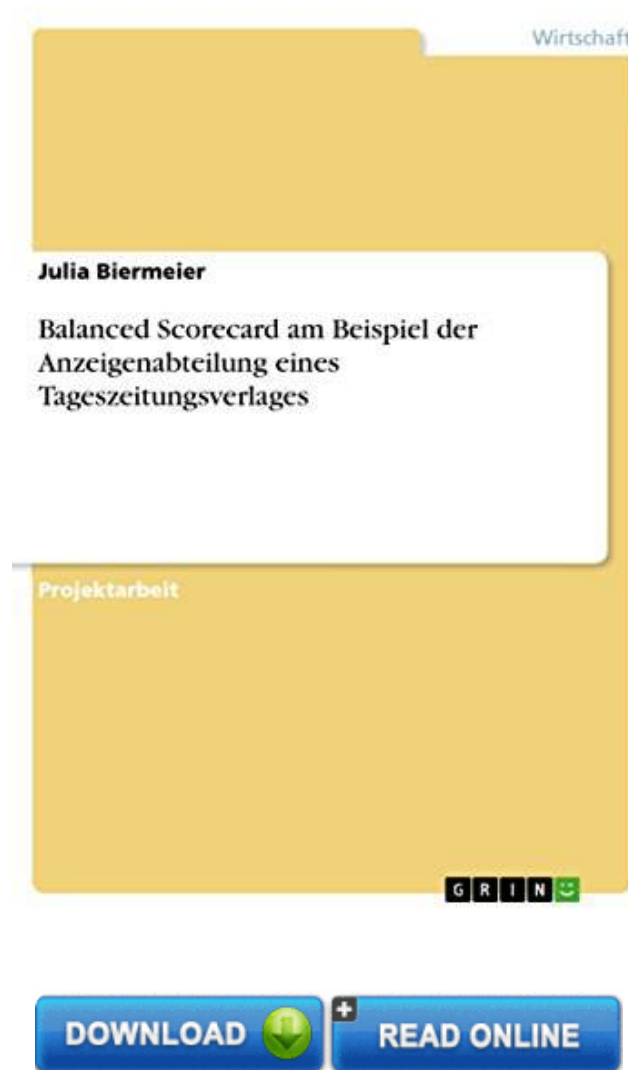 Wirtschaft
Julia Biermeier
Balanced Scorecard am Beispiel der
Anzeigenabteilung eines
Tageszeitungsverlages
Projektarbeit
GRIN
DOWNLOAD
READ ONLINE